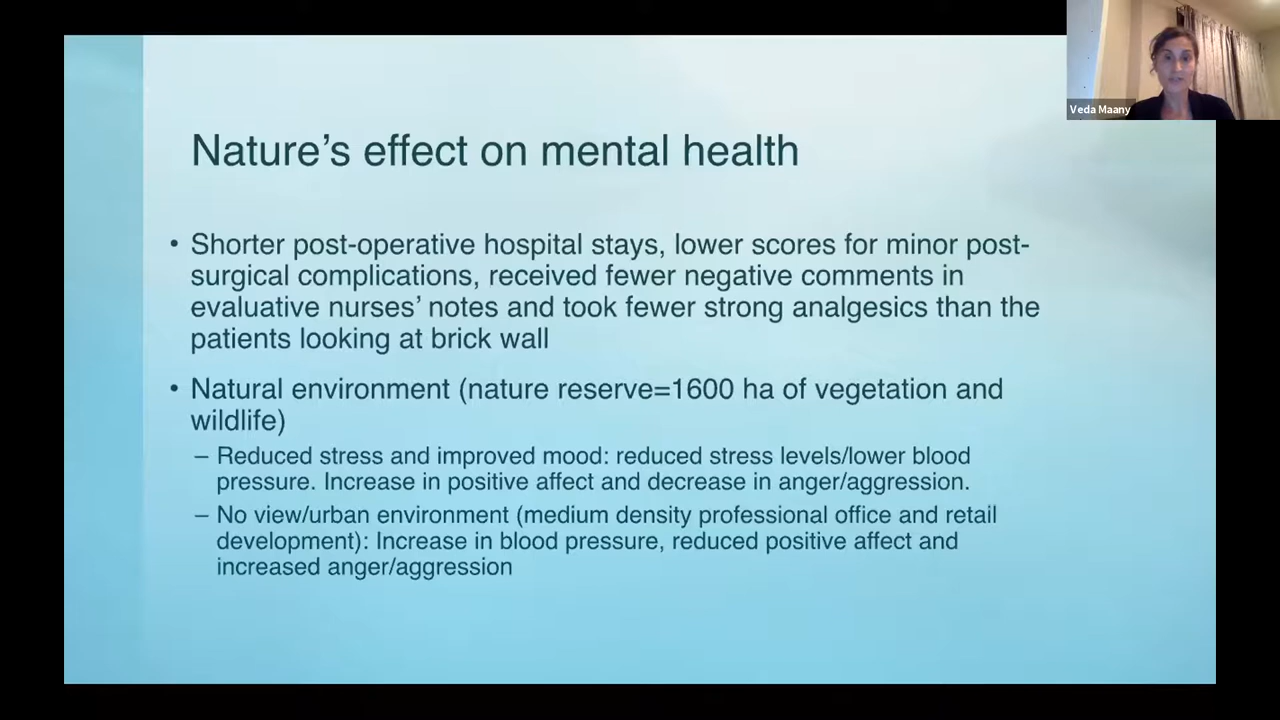 Veda Maany
Nature's effect on mental health
• Shorter post-operative hospital stays, lower scores for minor post-
surgical complications, received fewer negative comments in
evaluative nurses' notes and took fewer strong analgesics than the
patients looking at brick wall
• Natural environment (nature reserve=1600 ha of vegetation and
wildlife)
– Reduced stress and improved mood: reduced stress levels/lower blood
pressure. Increase in positive affect and decrease in anger/aggression.
– No view/urban environment (medium density professional office and retail
development): Increase in blood pressure, reduced positive affect and
increased anger/aggression